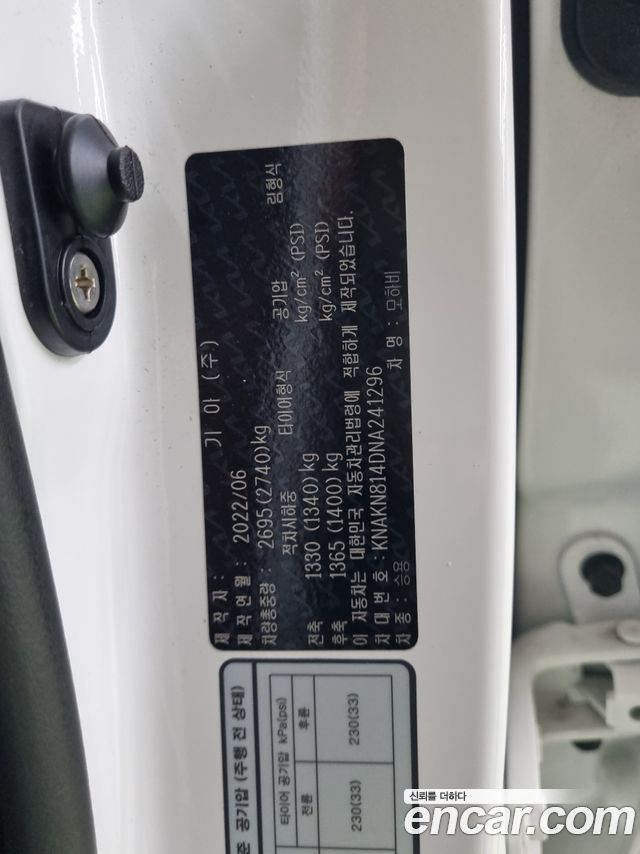 제 작 자 : 기 아 (주)
제 작 연 월 : 2022/06
차량총중량 : 2695(2740)kg
적차시하중 타이어형식 공기압 림형식
전축 1330 (1340) kg kg/cm² (PSI)
후축 1365 (1400) kg kg/cm² (PSI)
이 자동차는 대한민국 자동차관리법령에 적합하게 제작되었습니다.
차 대 번 호 : KNAKN814DNA241296
차 종 : 승용 차 명 : 모하비
준 공기압 (주행 전 상태)
타이어 공기압 kPa(psi)
전륜 후륜
230(33) 230(33)
신뢰를 더하다
encar.com